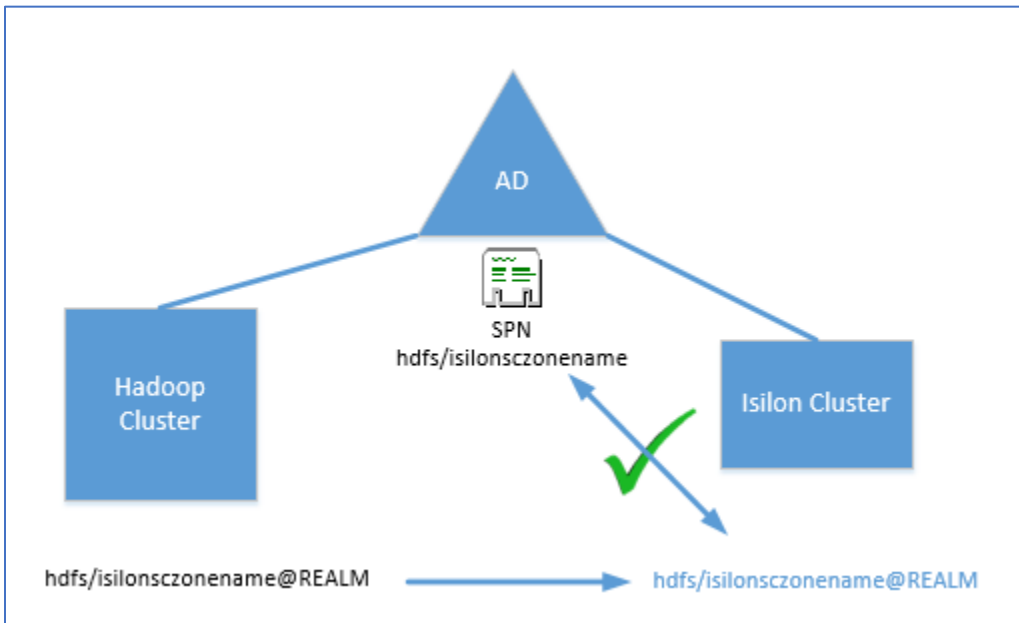 AD
SPN
hdfs/isilonsczonename
Hadoop
Cluster
Isilon Cluster
hdfs/isilonsczonename@REALM
hdfs/isilonsczonename@REALM